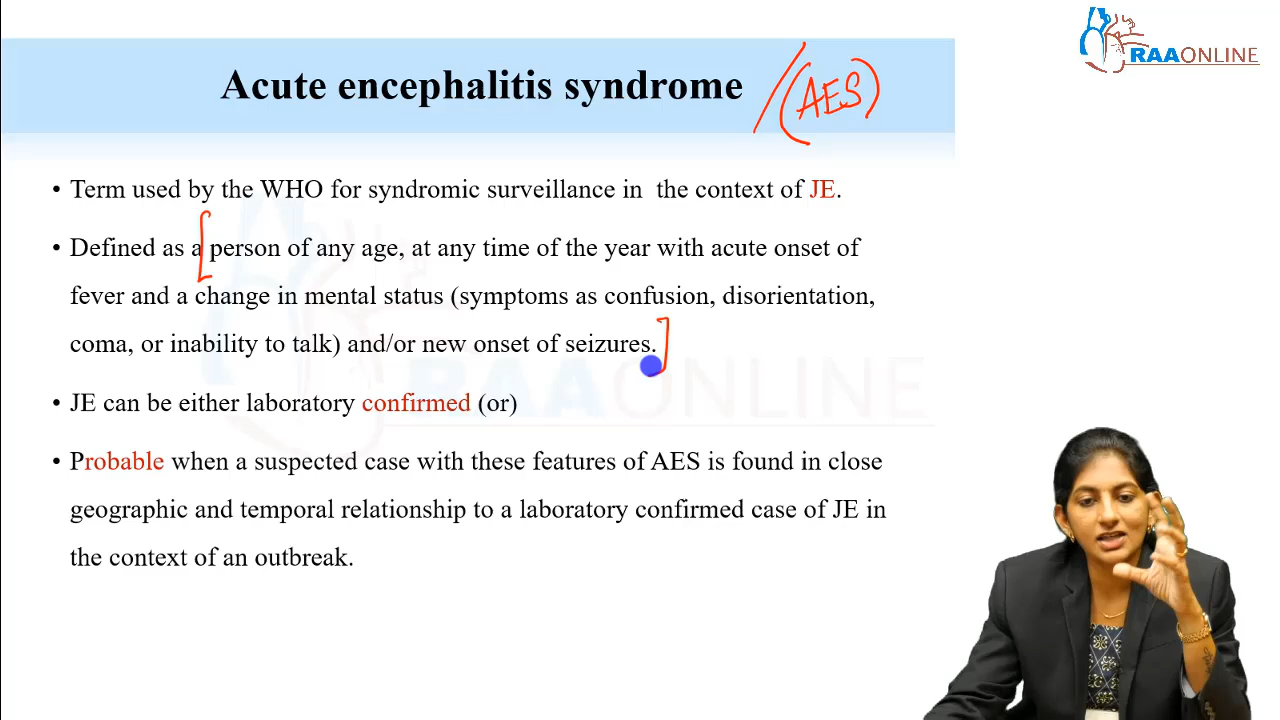 RAAONLINE
Acute encephalitis syndrome /(AES)
• Term used by the WHO for syndromic surveillance in the context of JE.
• Defined as a [person of any age, at any time of the year with acute onset of
fever and a change in mental status (symptoms as confusion, disorientation,
coma, or inability to talk) and/or new onset of seizures.]
RAAONLINE
• JE can be either laboratory confirmed (or)
• Probable when a suspected case with these features of AES is found in close
geographic and temporal relationship to a laboratory confirmed case of JE in
the context of an outbreak.